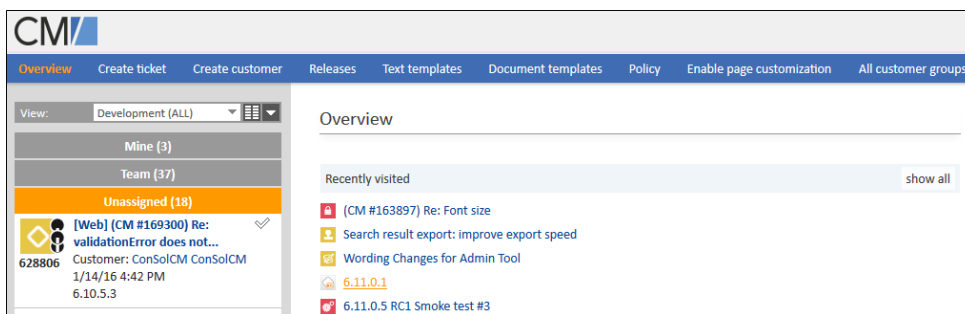 CM/
Overview Create ticket Create customer Releases Text templates Document templates Policy Enable page customization All customer groups
View: Development (ALL)
Mine (3)
Team (37)
Unassigned (18)
[Web] (CM #169300) Re:
validationError does not...
628806
Customer: ConSolCM ConSolCM
1/14/16 4:42 PM
6.10.5.3
Overview
Recently visited show all
(CM #163897) Re: Font size
Search result export: improve export speed
Wording Changes for Admin Tool
6.11.0.1
6.11.0.5 RC1 Smoke test #3